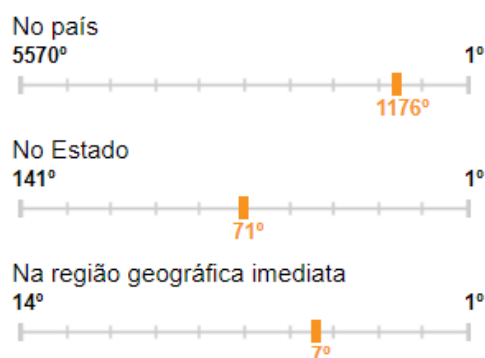 No país
5570º 1º
1176º
No Estado
141º 1º
71º
Na região geográfica imediata
14º 1º
7º